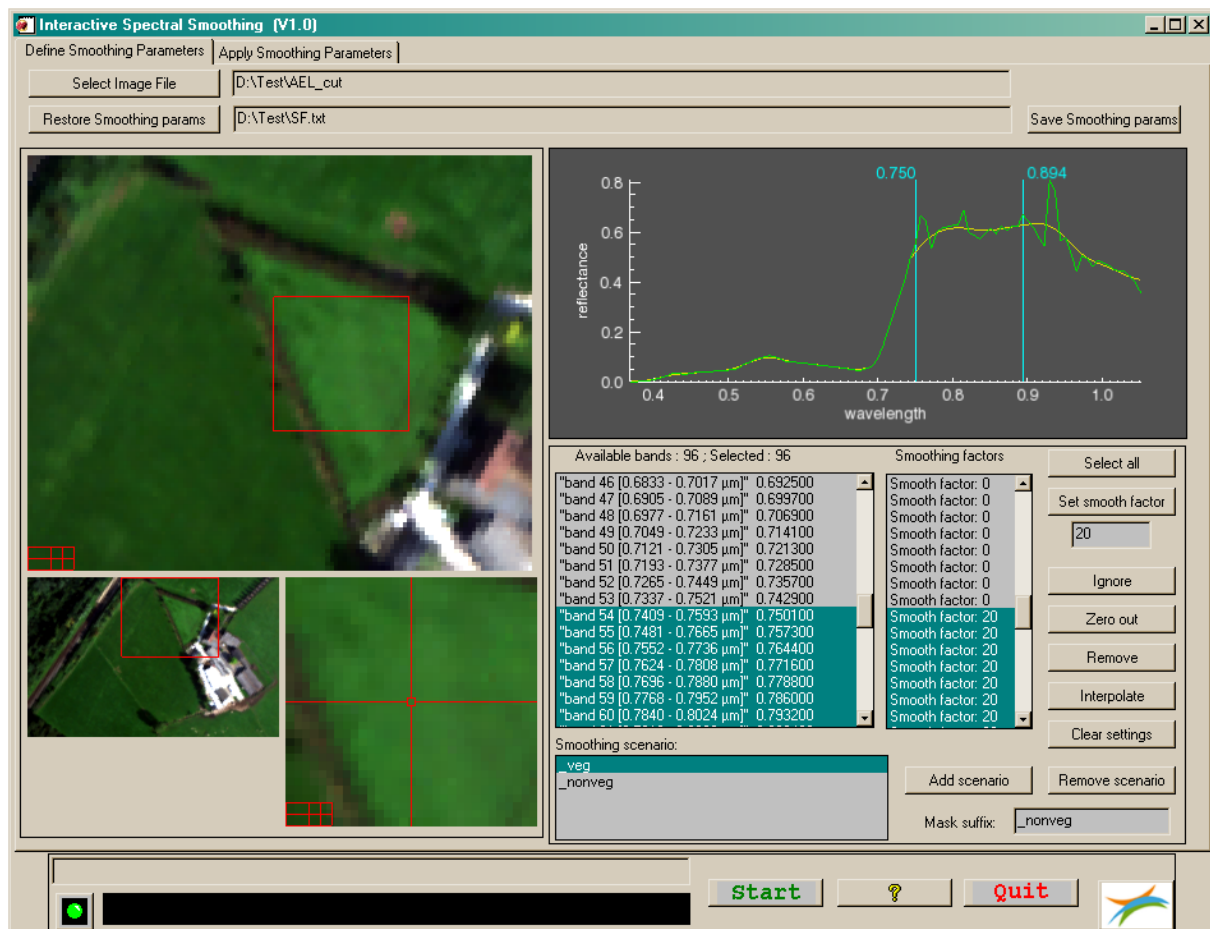 Interactive Spectral Smoothing (V1.0)
Define Smoothing Parameters
Apply Smoothing Parameters
Select Image File
D:\Test\AEL_cut
Restore Smoothing params
D:\Test\SF.txt
Save Smoothing params
0.750
0.894
0.8
0.6
0.4
0.2
0.0
reflectance
0.4 0.5 0.6 0.7 0.8 0.9 1.0
wavelength
Available bands : 96 ; Selected : 96
"band 46 [0.6833 - 0.7017 µm]" 0.692500
"band 47 [0.6905 - 0.7089 µm]" 0.699700
"band 48 [0.6977 - 0.7161 µm]" 0.706900
"band 49 [0.7049 - 0.7233 µm]" 0.714100
"band 50 [0.7121 - 0.7305 µm]" 0.721300
"band 51 [0.7193 - 0.7377 µm]" 0.728500
"band 52 [0.7265 - 0.7449 µm]" 0.735700
"band 53 [0.7337 - 0.7521 µm]" 0.742900
"band 54 [0.7409 - 0.7593 µm]" 0.750100
"band 55 [0.7481 - 0.7665 µm]" 0.757300
"band 56 [0.7552 - 0.7736 µm]" 0.764400
"band 57 [0.7624 - 0.7808 µm]" 0.771600
"band 58 [0.7696 - 0.7880 µm]" 0.778800
"band 59 [0.7768 - 0.7952 µm]" 0.786000
"band 60 [0.7840 - 0.8024 µm]" 0.793200
Smoothing factors
Smooth factor: 0
Smooth factor: 0
Smooth factor: 0
Smooth factor: 0
Smooth factor: 0
Smooth factor: 0
Smooth factor: 0
Smooth factor: 0
Smooth factor: 20
Smooth factor: 20
Smooth factor: 20
Smooth factor: 20
Smooth factor: 20
Smooth factor: 20
Smooth factor: 20
Select all
Set smooth factor
20
Ignore
Zero out
Remove
Interpolate
Clear settings
Smoothing scenario:
_veg
_nonveg
Add scenario
Remove scenario
Mask suffix:
_nonveg
Start
?
Quit